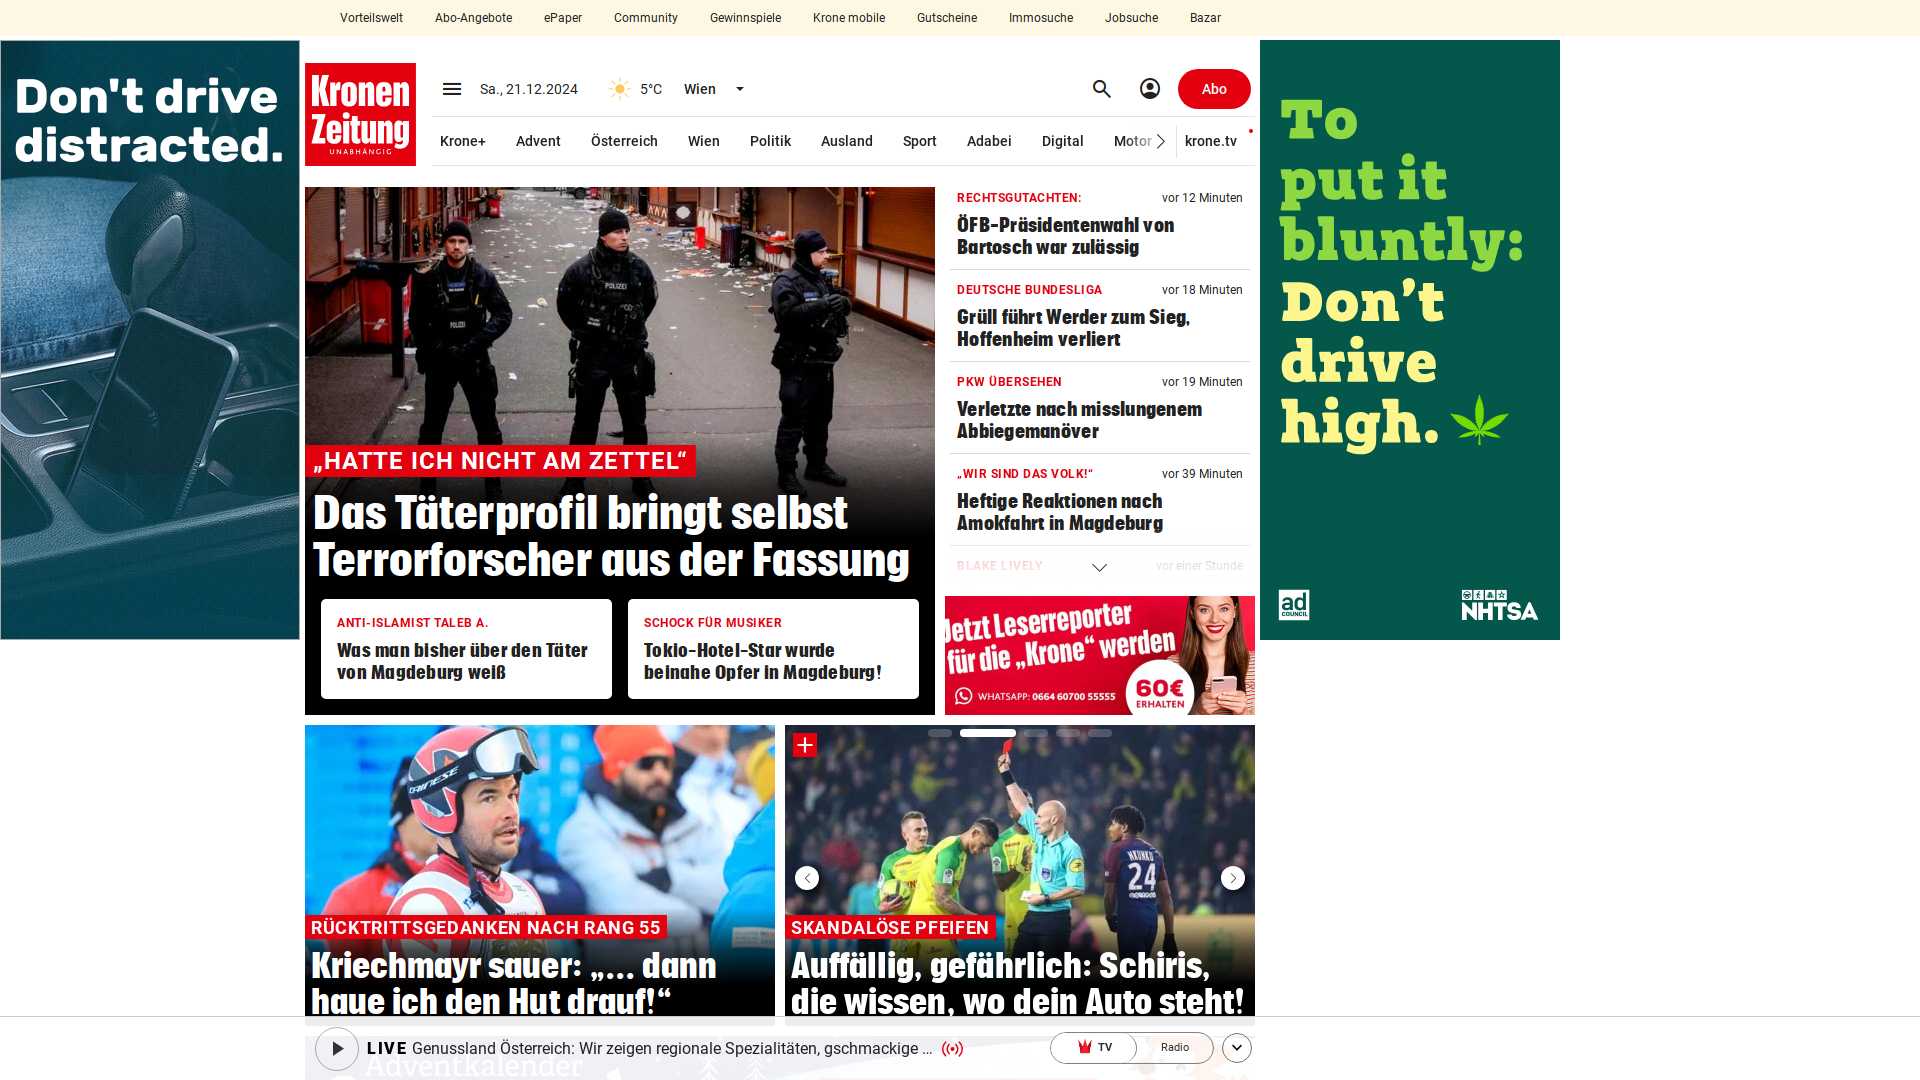 Vorteilswelt Abo-Angebote ePaper Community Gewinnspiele Krone mobile Gutscheine Immosuche Jobsuche Bazar
Don't drive
distracted.
Kronen
Zeitung
UNABHÄNGIG
Sa., 21.12.2024 5°C Wien Abo
Krone+ Advent Österreich Wien Politik Ausland Sport Adabei Digital Motor krone.tv
„HATTE ICH NICHT AM ZETTEL“
Das Täterprofil bringt selbst
Terrorforscher aus der Fassung
POLIZEI
POLIZEI
ANTI-ISLAMIST TALEB A.
Was man bisher über den Täter
von Magdeburg weiß
SCHOCK FÜR MUSIKER
Tokio-Hotel-Star wurde
beinahe Opfer in Magdeburg!
RECHTSGUTACHTEN: vor 12 Minuten
ÖFB-Präsidentenwahl von
Bartosch war zulässig
DEUTSCHE BUNDESLIGA vor 18 Minuten
Grüll führt Werder zum Sieg,
Hoffenheim verliert
PKW ÜBERSEHEN vor 19 Minuten
Verletzte nach misslungenem
Abbiegemanöver
„WIR SIND DAS VOLK!“ vor 39 Minuten
Heftige Reaktionen nach
Amokfahrt in Magdeburg
BLAKE LIVELY vor einer Stunde
Jetzt Leserreporter
für die „Krone“ werden
WHATSAPP: 0664 60700 55555
60€
ERHALTEN
To
put it
bluntly:
Don't
drive
high.
ad
COUNCIL
NHTSA
DAINESE
RÜCKTRITTSGEDANKEN NACH RANG 55
Kriechmayr sauer: „... dann
haue ich den Hut drauf!“
NKUNKU
24
SKANDALÖSE PFEIFEN
Auffällig, gefährlich: Schiris,
die wissen, wo dein Auto steht!
LIVE Genussland Österreich: Wir zeigen regionale Spezialitäten, gschmackige ... TV Radio
Adventkalender